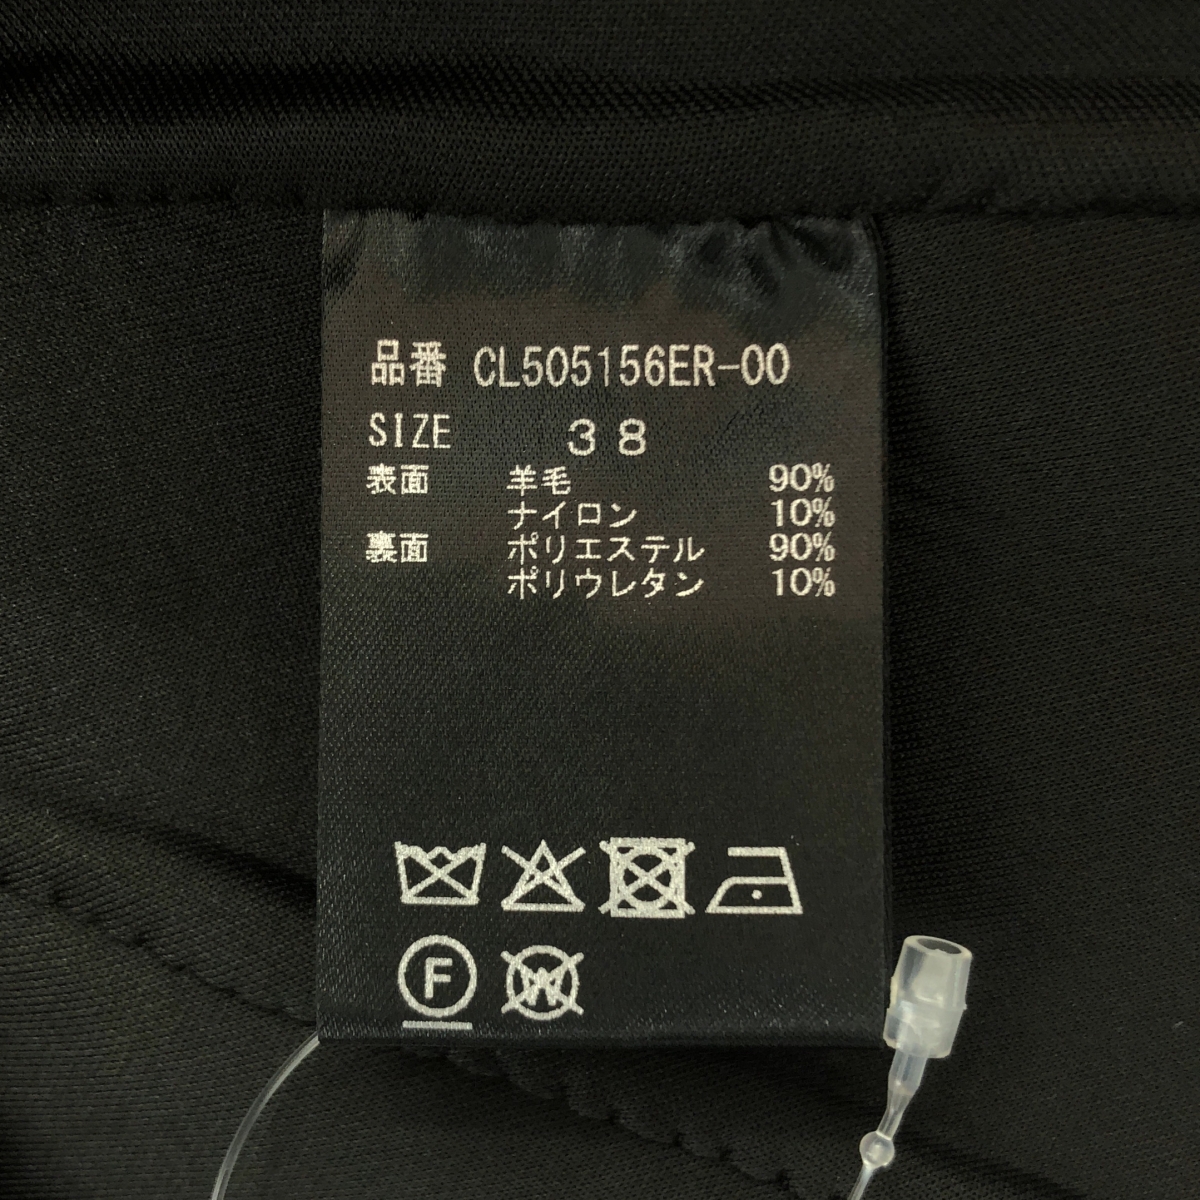 品番 CL505156ER-00
SIZE 38
表面 羊毛 90%
ナイロン 10%
裏面 ポリエステル 90%
ポリウレタン 10%
F W